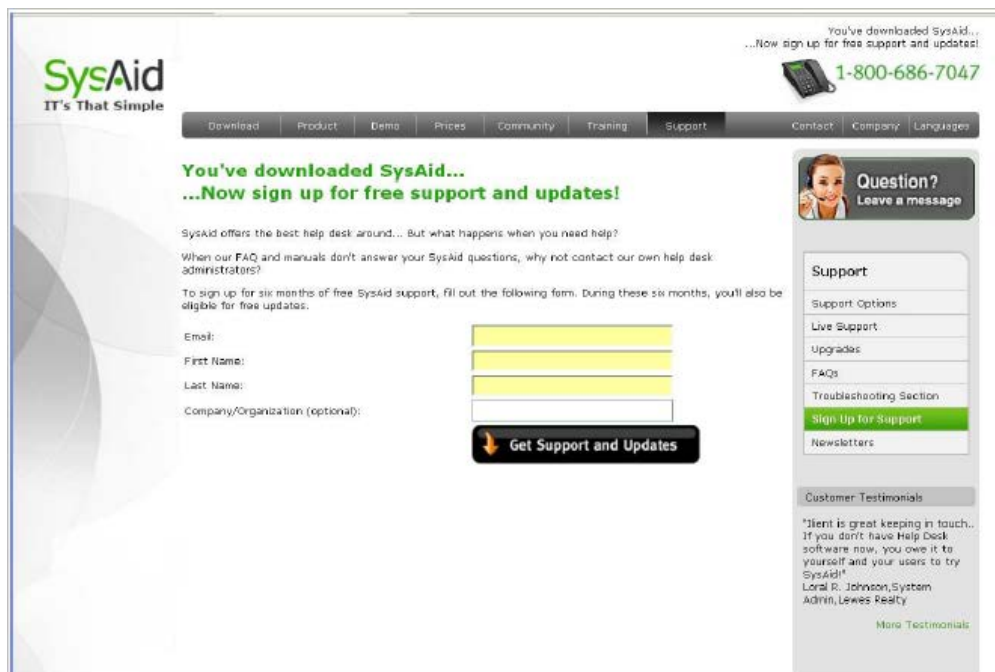 You've downloaded SysAid...
...Now sign up for free support and updates!
1-800-686-7047
SysAid
IT's That Simple
Download
Product
Demo
Prices
Community
Training
Support
Contact
Company
Languages
You've downloaded SysAid...
...Now sign up for free support and updates!
SysAid offers the best help desk around... But what happens when you need help?
When our FAQ and manuals don't answer your SysAid questions, why not contact our own help desk
administrators?
To sign up for six months of free SysAid support, fill out the following form. During these six months, you'll also be
eligible for free updates.
Email:
First Name:
Last Name:
Company/Organization (optional):
Get Support and Updates
Question?
Leave a message
Support
Support Options
Live Support
Upgrades
FAQs
Troubleshooting Section
Sign Up for Support
Newsletters
Customer Testimonials
is great keeping in touch..
If you don't have Help Desk
software now, you owe it to
yourself and your users to try
SysAid!"
Loral R. Johnson,System
Admin,Lewes Realty
More Testimonials